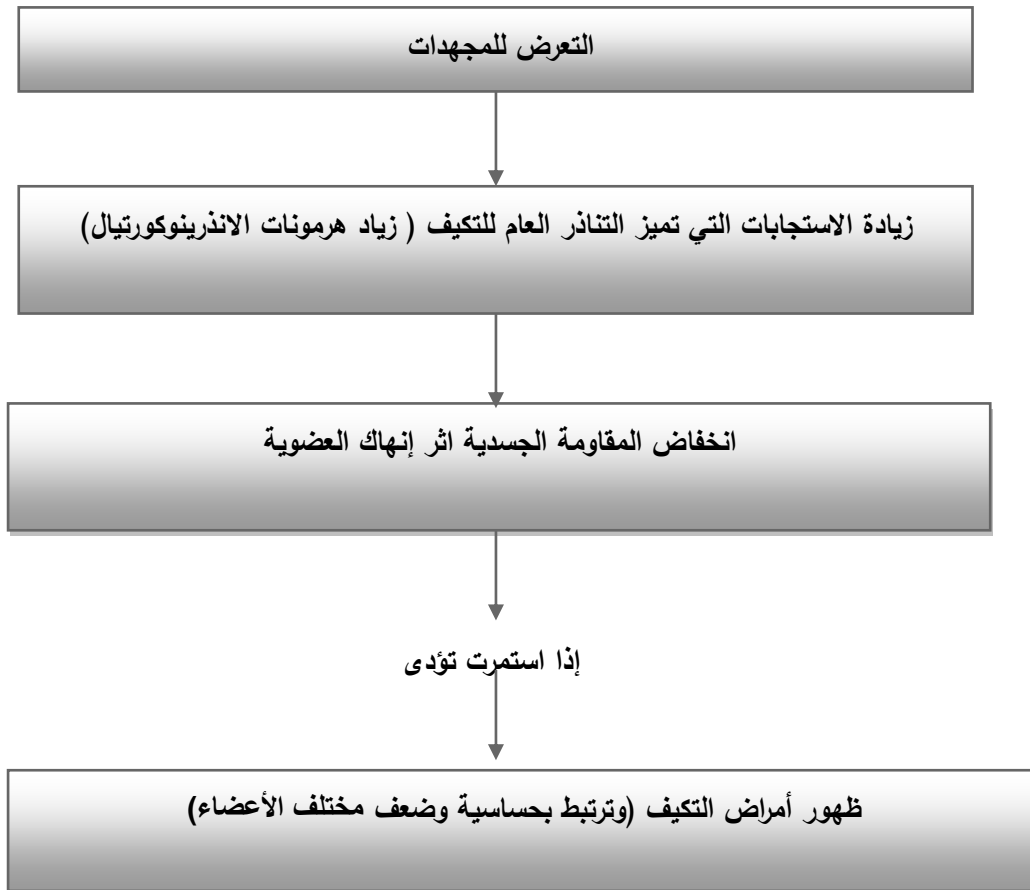 التعرض للمجهدات
زيادة الاستجابات التي تميز التناذر العام للتكيف ( زياد هرمونات الانذرينوكورتيال)
انخفاض المقاومة الجسدية اثر إنهاك العضوية
إذا استمرت تؤدى
ظهور أمراض التكيف (وترتبط بحساسية وضعف مختلف الأعضاء)